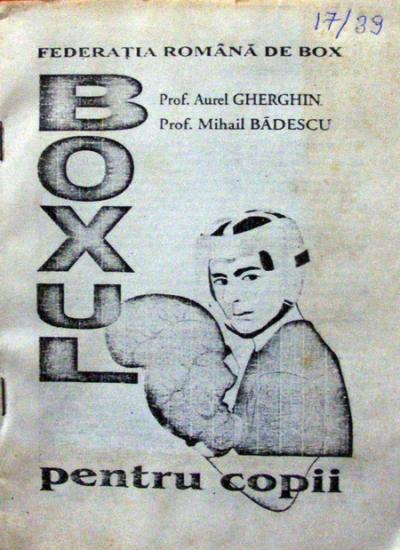 17/39
FEDERAȚIA ROMÂNĂ DE BOX
BOXUL
Prof. Aurel GHERGHIN
Prof. Mihail BĂDESCU
pentru copii